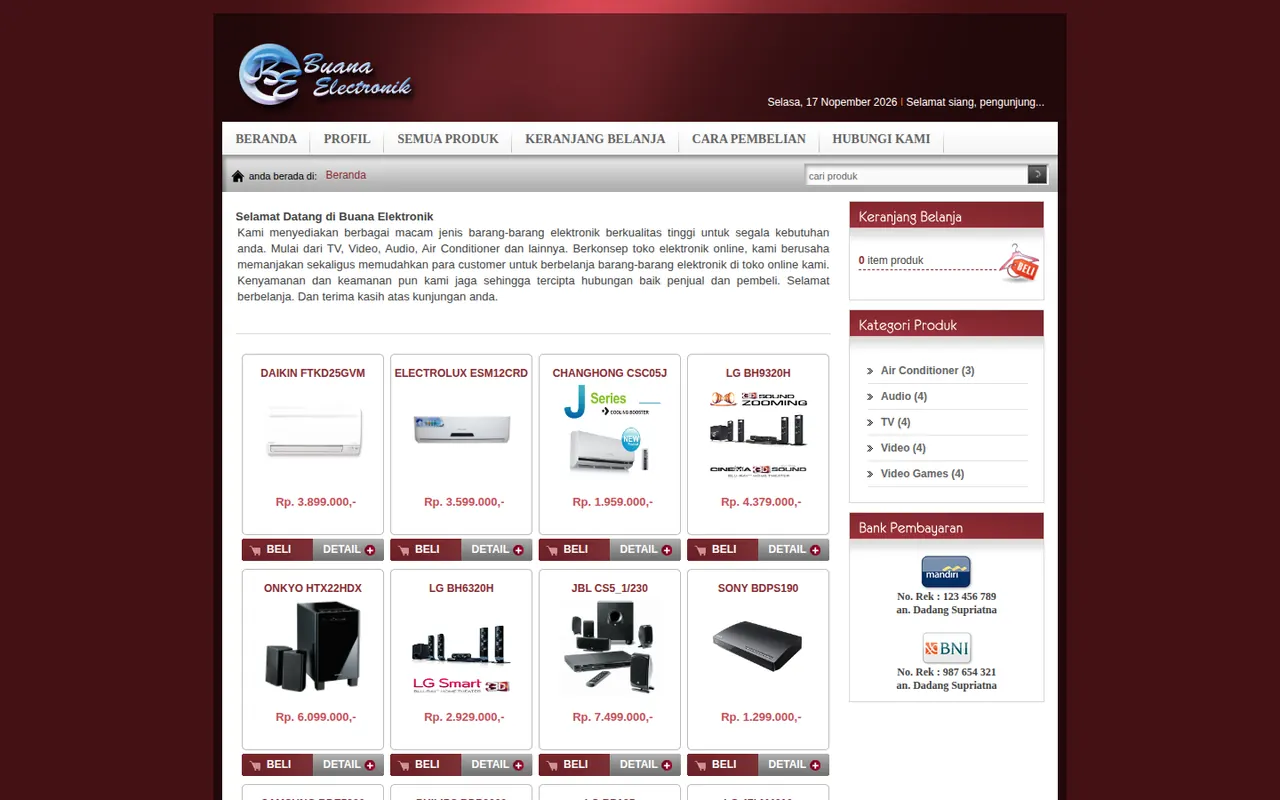 Buana
Electronik
Selasa, 17 Nopember 2026 | Selamat siang, pengunjung...
BERANDA PROFIL SEMUA PRODUK KERANJANG BELANJA CARA PEMBELIAN HUBUNGI KAMI
anda berada di: Beranda
cari produk
Selamat Datang di Buana Elektronik
Kami menyediakan berbagai macam jenis barang-barang elektronik berkualitas tinggi untuk segala kebutuhan
anda. Mulai dari TV, Video, Audio, Air Conditioner dan lainnya. Berkonsep toko elektronik online, kami berusaha
memanjakan sekaligus memudahkan para customer untuk berbelanja barang-barang elektronik di toko online kami.
Kenyamanan dan keamanan pun kami jaga sehingga tercipta hubungan baik penjual dan pembeli. Selamat
berbelanja. Dan terima kasih atas kunjungan anda.
DAIKIN FTKD25GVM ELECTROLUX ESM12CRD CHANGHONG CSC05J LG BH9320H
J Series
COOLING BOOSTER
NEW
3D SOUND
ZOOMING
CINEMA 3D SOUND
BLU-RAY™ HOME THEATER
Rp. 3.899.000,- Rp. 3.599.000,- Rp. 1.959.000,- Rp. 4.379.000,-
BELI DETAIL BELI DETAIL BELI DETAIL BELI DETAIL
ONKYO HTX22HDX LG BH6320H JBL CS5_1/230 SONY BDPS190
LG Smart 3D
BLU-RAY™ HOME THEATER
Rp. 6.099.000,- Rp. 2.929.000,- Rp. 7.499.000,- Rp. 1.299.000,-
BELI DETAIL BELI DETAIL BELI DETAIL BELI DETAIL
Keranjang Belanja
0 item produk
BELI
Kategori Produk
Air Conditioner (3)
Audio (4)
TV (4)
Video (4)
Video Games (4)
Bank Pembayaran
mandiri
No. Rek : 123 456 789
an. Dadang Supriatna
BNI
No. Rek : 987 654 321
an. Dadang Supriatna